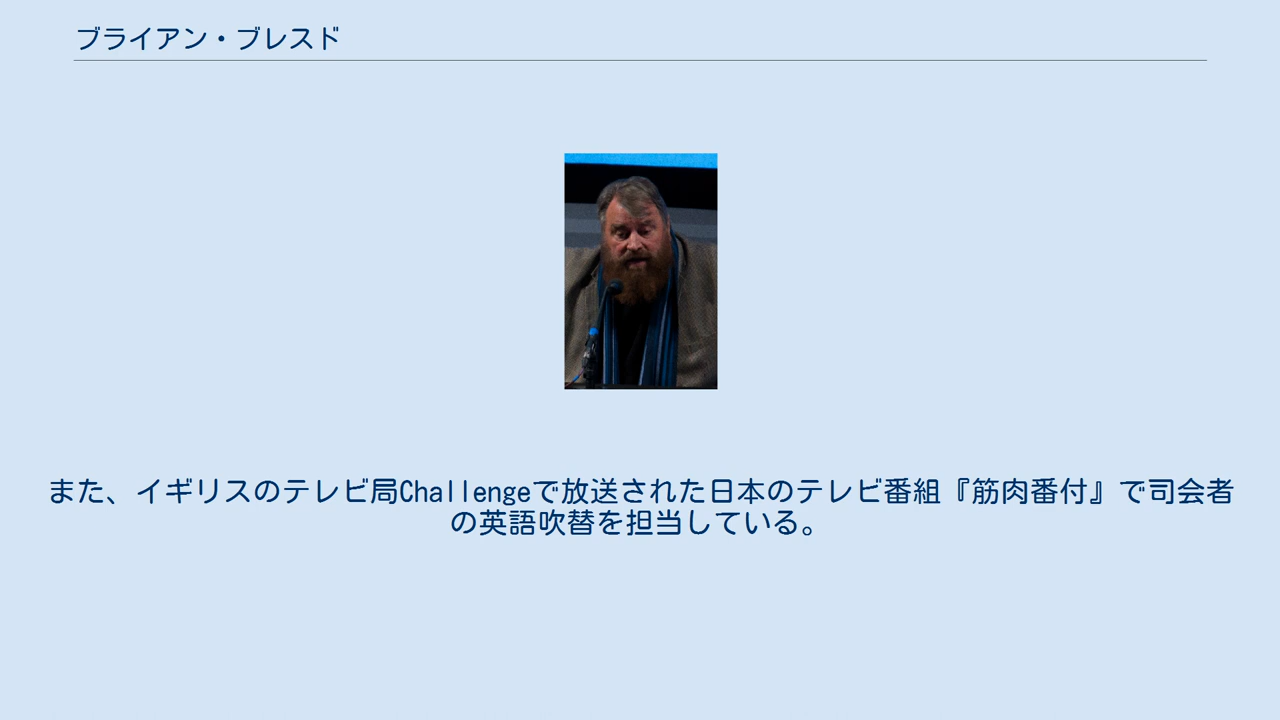 ブライアン・ブレスド
また、イギリスのテレビ局Challengeで放送された日本のテレビ番組『筋肉番付』で司会者
の英語吹替を担当している。